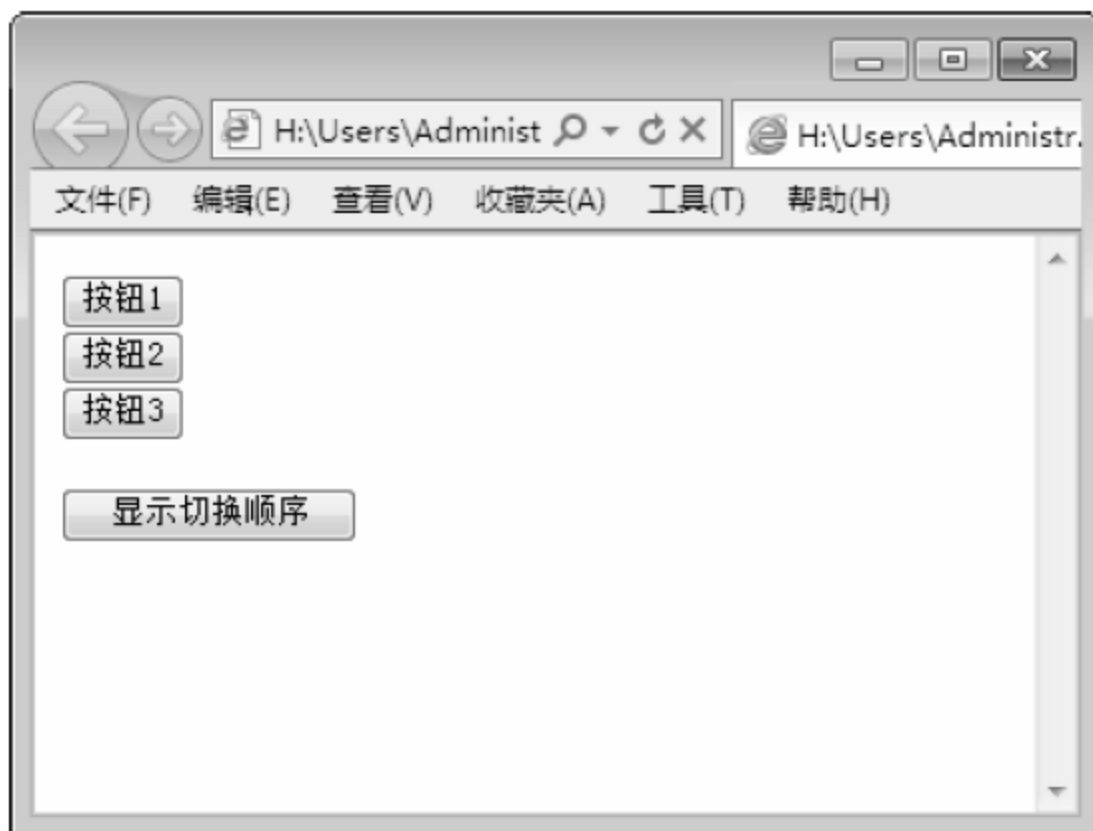 H:\Users\Administ
H:\Users\Administr.
文件(F) 编辑(E) 查看(V) 收藏夹(A) 工具(T) 帮助(H)
按钮1
按钮2
按钮3
显示切换顺序